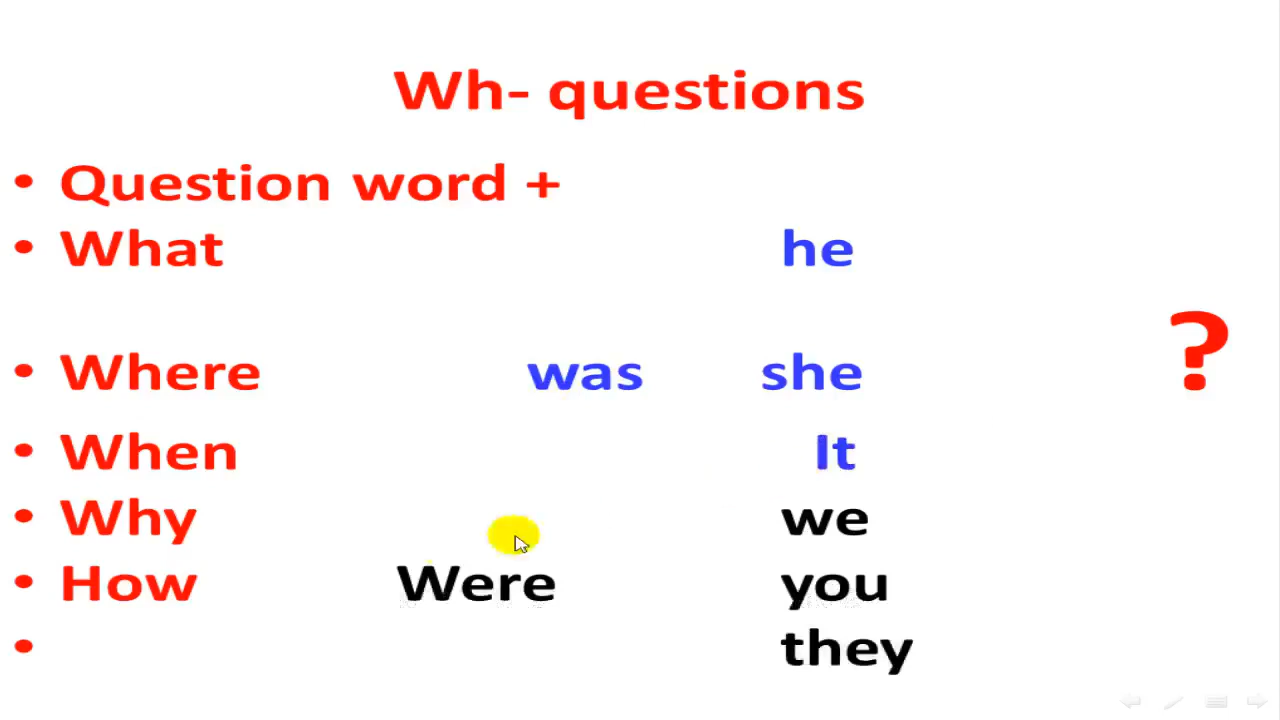 Wh- questions
• Question word +
• What he
?
• Where was she
• When It
• Why we
• How Were you
• they